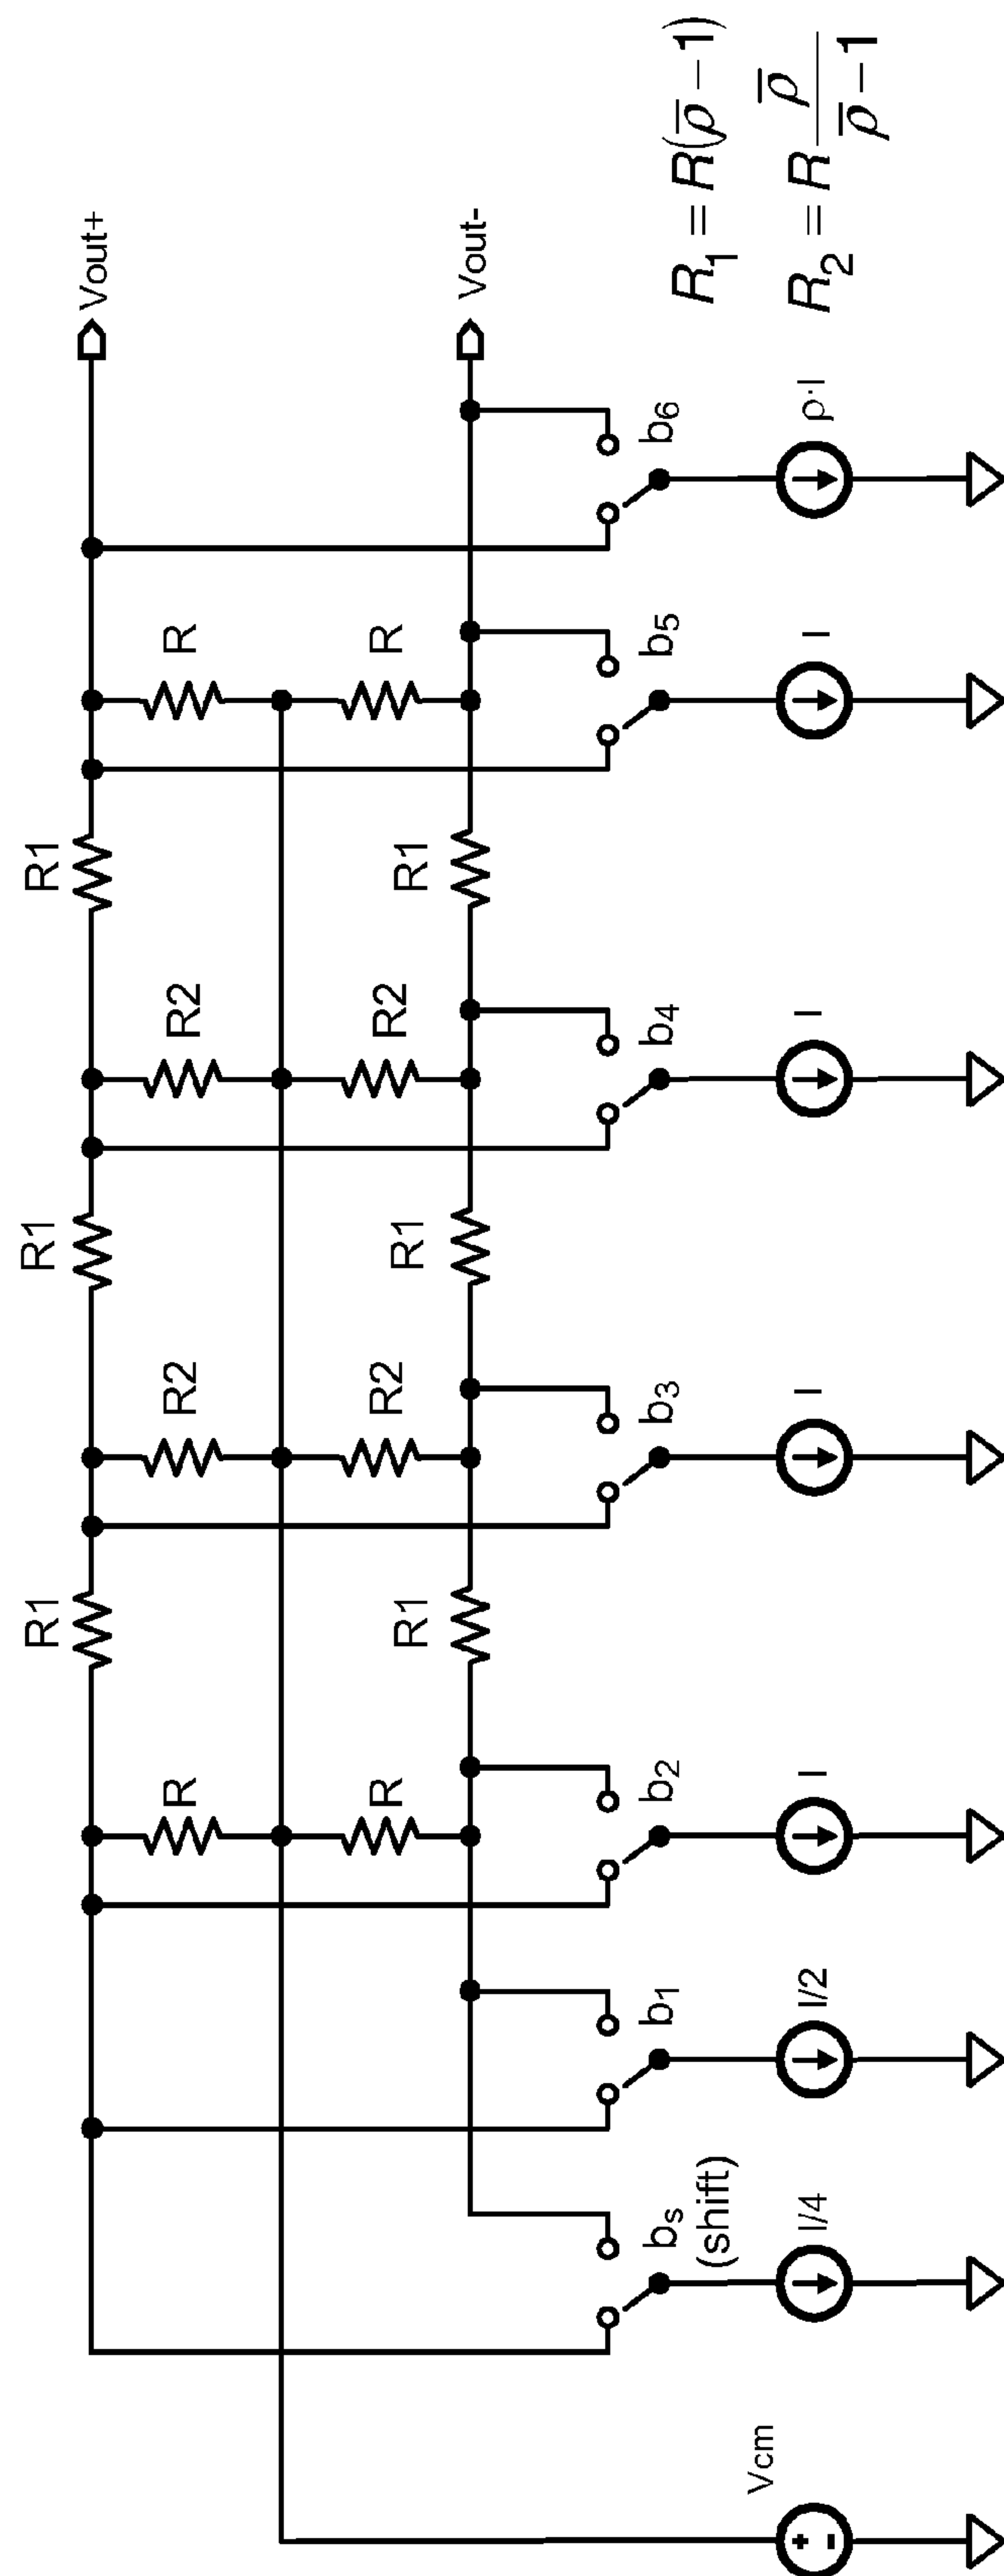 R1 R1 R1
Vout+
R R2 R2 R
R R2 R2 R
R1 R1 R1
Vout-
b₂ b₃ b₄ b₅ b₆
b₁
bₛ
(shift)
R₁ = R(ρ̅ − 1)
Vcm
I/4 I/2 I I I I ρ·I
R₂ = R ρ̅ / (ρ̅ − 1)